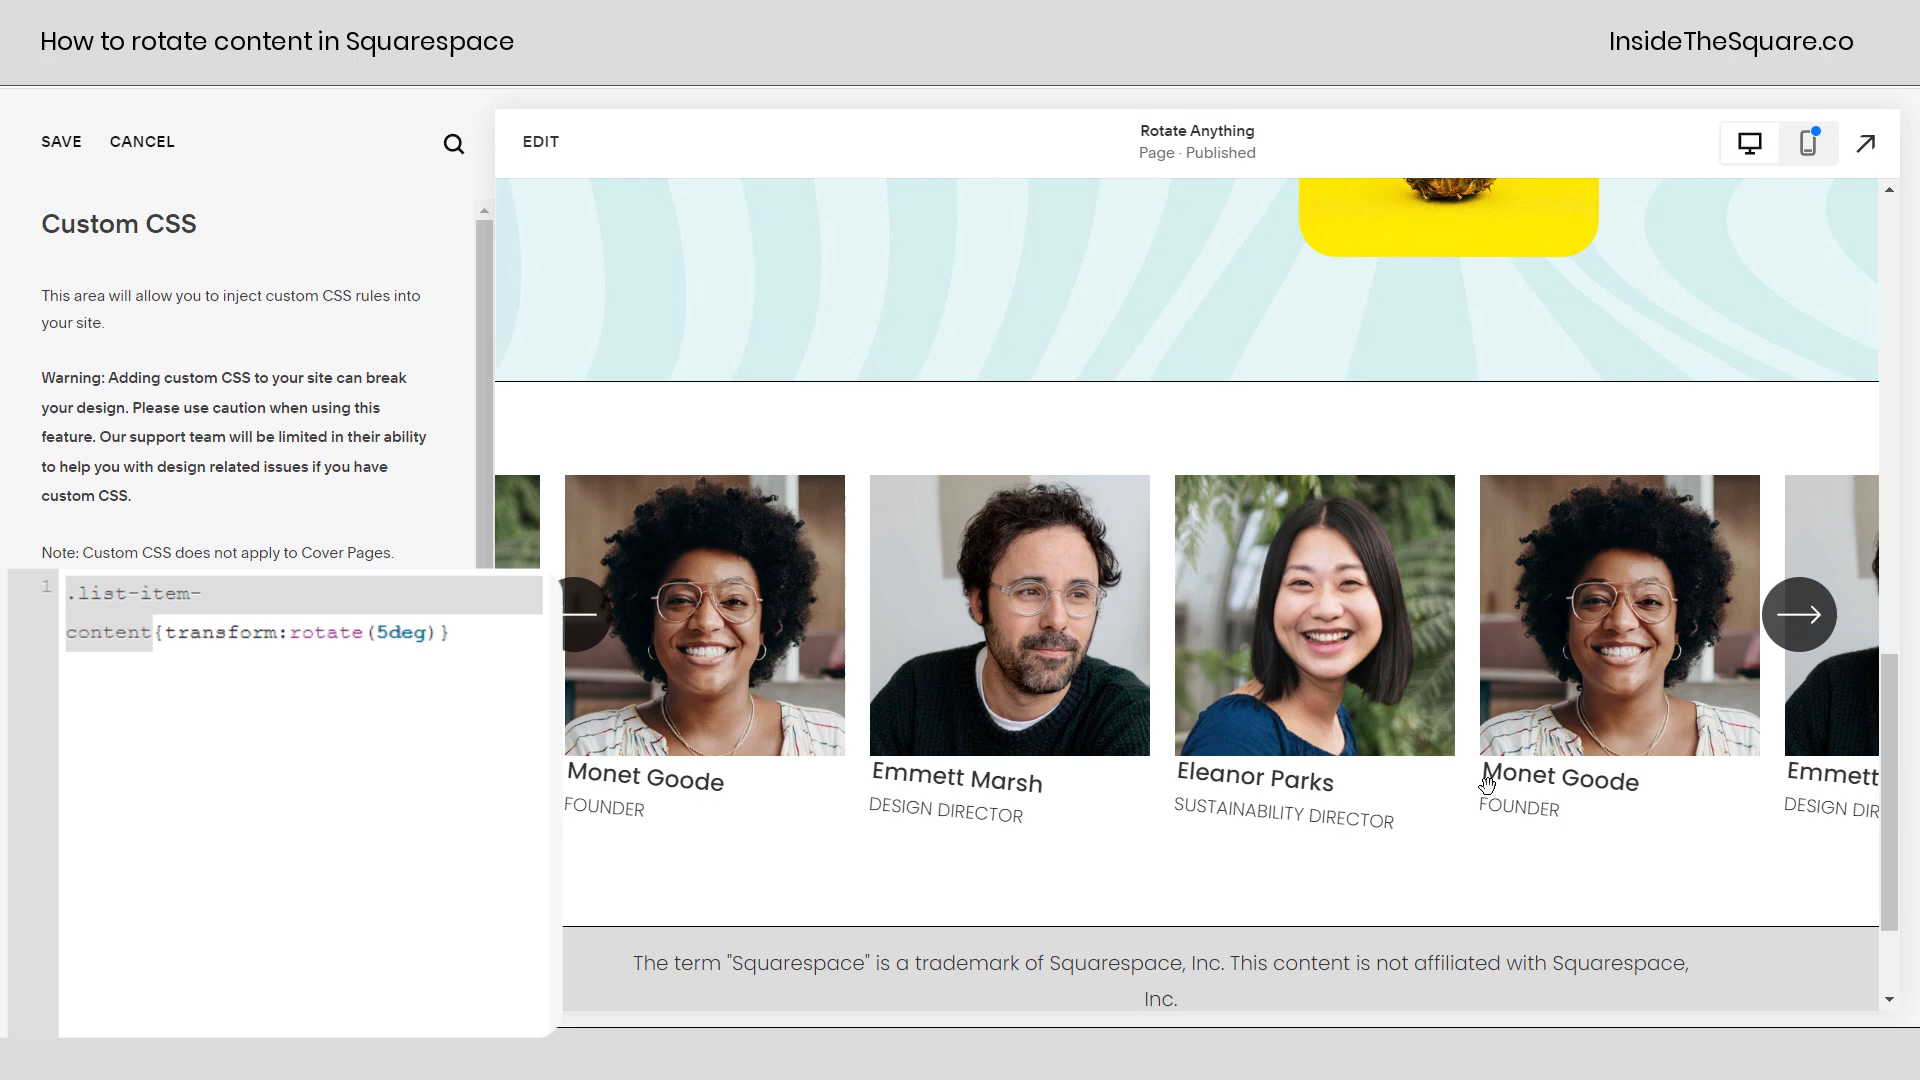 How to rotate content in Squarespace
InsideTheSquare.co
SAVE CANCEL
EDIT
Rotate Anything
Page · Published
Custom CSS
This area will allow you to inject custom CSS rules into
your site.
Warning: Adding custom CSS to your site can break
your design. Please use caution when using this
feature. Our support team will be limited in their ability
to help you with design related issues if you have
custom CSS.
Note: Custom CSS does not apply to Cover Pages.
1
.list-item-
content{transform:rotate(5deg)}
Monet Goode
FOUNDER
Emmett Marsh
DESIGN DIRECTOR
Eleanor Parks
SUSTAINABILITY DIRECTOR
Monet Goode
FOUNDER
Emmett
DESIGN DIR
The term "Squarespace" is a trademark of Squarespace, Inc. This content is not affiliated with Squarespace,
Inc.